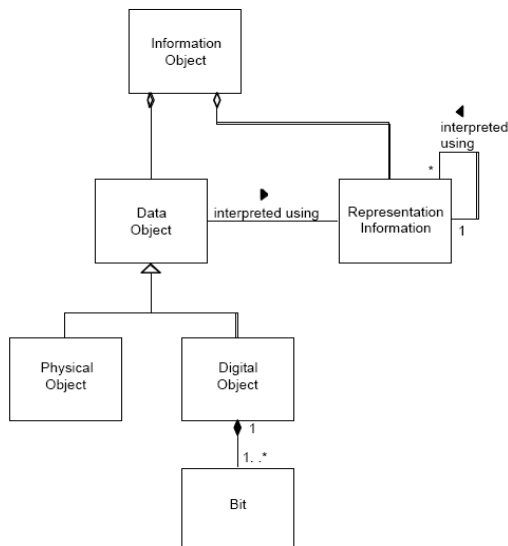 Information
Object
interpreted
using
*
1
Data
Object
interpreted using
Representation
Information
Physical
Object
Digital
Object
1
1. .*
Bit